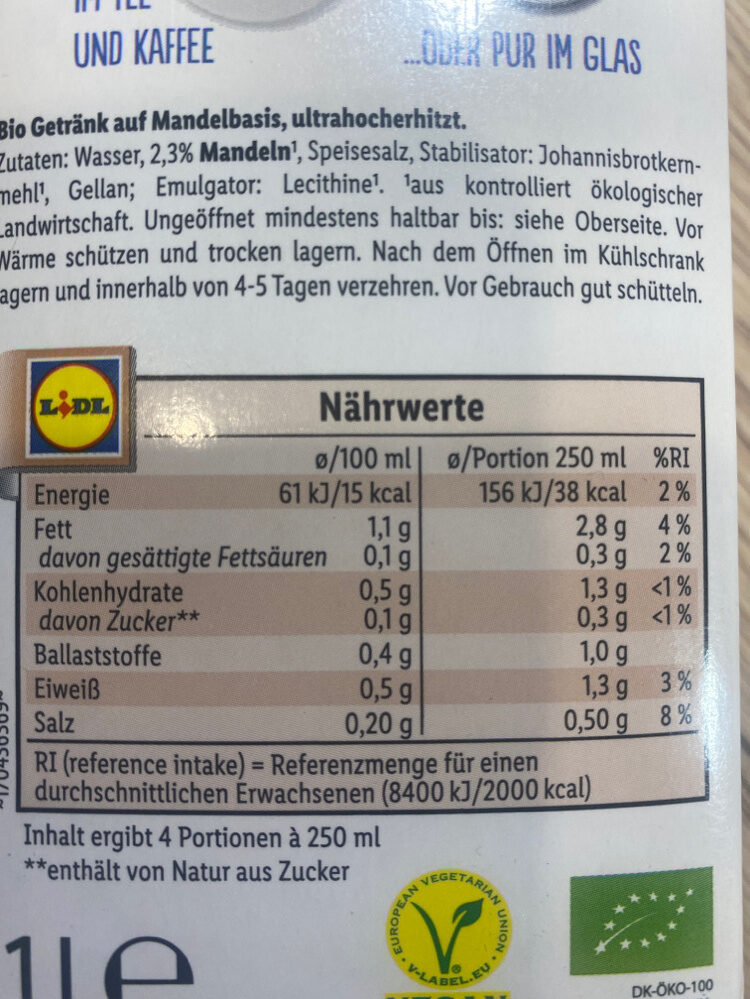 UND KAFFEE
...ODER PUR IM GLAS
Bio Getränk auf Mandelbasis, ultrahocherhitzt.
Zutaten: Wasser, 2,3% Mandeln¹, Speisesalz, Stabilisator: Johannisbrotkern-
mehl¹, Gellan; Emulgator: Lecithine¹. ¹aus kontrolliert ökologischer
Landwirtschaft. Ungeöffnet mindestens haltbar bis: siehe Oberseite. Vor
Wärme schützen und trocken lagern. Nach dem Öffnen im Kühlschrank
lagern und innerhalb von 4-5 Tagen verzehren. Vor Gebrauch gut schütteln.
LIDL
Nährwerte
ø/100 ml ø/Portion 250 ml %RI
Energie 61 kJ/15 kcal 156 kJ/38 kcal 2 %
Fett 1,1 g 2,8 g 4 %
davon gesättigte Fettsäuren 0,1 g 0,3 g 2 %
Kohlenhydrate 0,5 g 1,3 g <1 %
davon Zucker** 0,1 g 0,3 g <1 %
Ballaststoffe 0,4 g 1,0 g
Eiweiß 0,5 g 1,3 g 3 %
Salz 0,20 g 0,50 g 8 %
RI (reference intake) = Referenzmenge für einen
durchschnittlichen Erwachsenen (8400 kJ/2000 kcal)
Inhalt ergibt 4 Portionen à 250 ml
**enthält von Natur aus Zucker
EUROPEAN VEGETARIAN UNION
V-LABEL.EU
1l e
DK-ÖKO-100